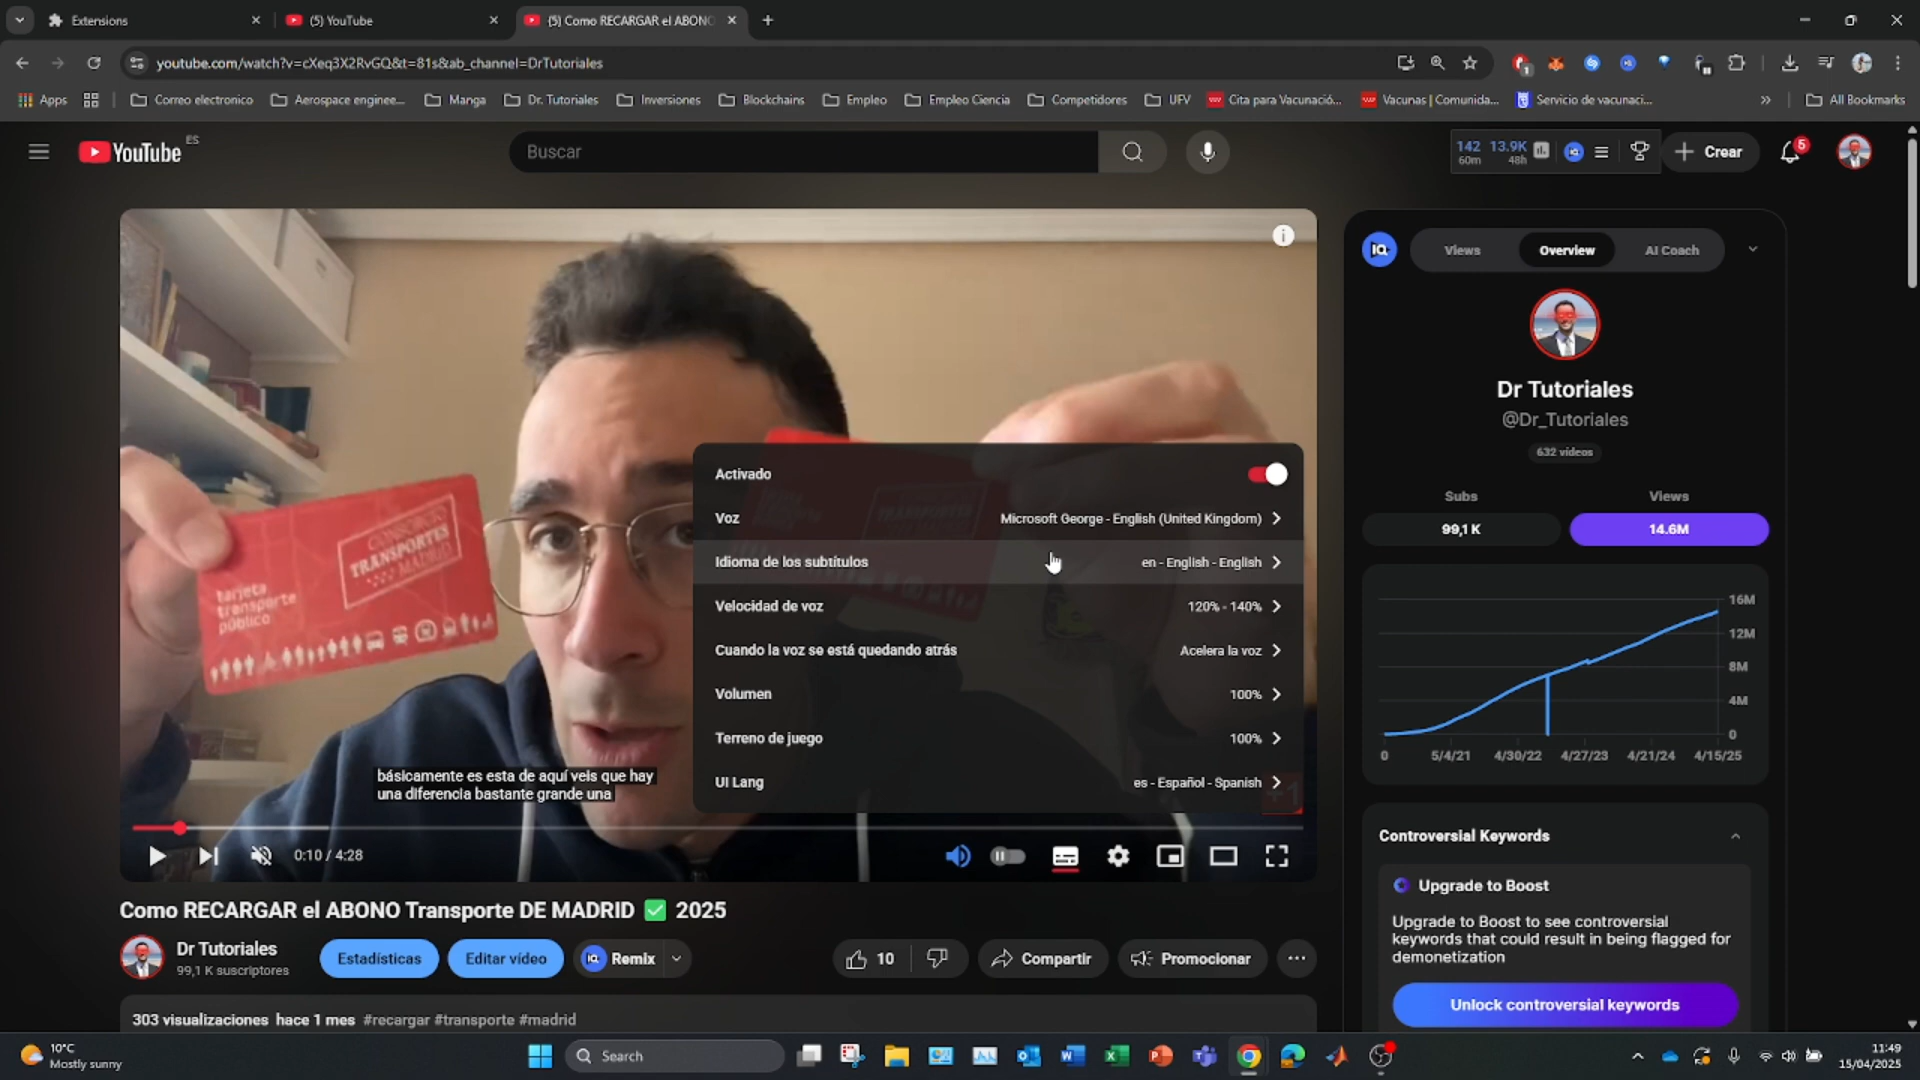 Extensions
(5) YouTube
(5) Como RECARGAR el ABONO
youtube.com/watch?v=cXeq3X2RvGQ&t=81s&ab_channel=DrTutoriales
Apps
Correo electronico
Aerospace enginee...
Manga
Dr. Tutoriales
Inversiones
Blockchains
Empleo
Empleo Ciencia
Competidores
UFV
Cita para Vacunació...
Vacunas | Comunida...
Servicio de vacunaci...
All Bookmarks
YouTube ES
Buscar
142 13.9K
60m 48h
Crear
5
tarjeta
transporte
público
CONSORCIO
TRANSPORTES
MADRID
Activado
Voz Microsoft George - English (United Kingdom)
Idioma de los subtítulos en - English - English
Velocidad de voz 120% - 140%
Cuando la voz se está quedando atrás Acelera la voz
Volumen 100%
Terreno de juego 100%
UI Lang es - Español - Spanish
+1
básicamente es esta de aquí veis que hay
una diferencia bastante grande una
0:10 / 4:28
Como RECARGAR el ABONO Transporte DE MADRID ✅ 2025
Dr Tutoriales
99,1 K suscriptores
Estadísticas
Editar vídeo
Remix
10
Compartir
Promocionar
303 visualizaciones hace 1 mes #recargar #transporte #madrid
IQ
Views
Overview
AI Coach
Dr Tutoriales
@Dr_Tutoriales
632 videos
Subs Views
99,1 K 14.6M
16M
12M
8M
4M
0
0 5/4/21 4/30/22 4/27/23 4/21/24 4/15/25
Controversial Keywords
Upgrade to Boost
Upgrade to Boost to see controversial
keywords that could result in being flagged for
demonetization
Unlock controversial keywords
10°C
Mostly sunny
Search
11:49
15/04/2025